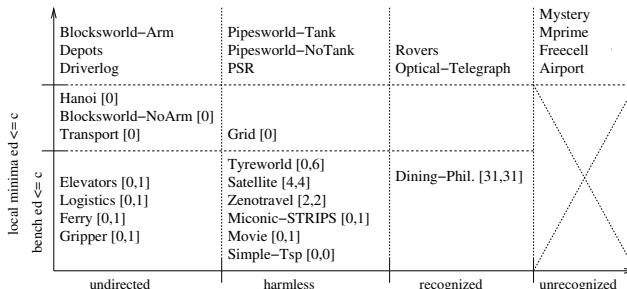 Mystery
Mprime
Freecell
Airport
Blocksworld−Arm
Depots
Driverlog
Pipesworld−Tank
Pipesworld−NoTank
PSR
Rovers
Optical−Telegraph
Hanoi [0]
Blocksworld−NoArm [0]
Transport [0]
Grid [0]
Elevators [0,1]
Logistics [0,1]
Ferry [0,1]
Gripper [0,1]
Tyreworld [0,6]
Satellite [4,4]
Zenotravel [2,2]
Miconic−STRIPS [0,1]
Movie [0,1]
Simple−Tsp [0,0]
Dining−Phil. [31,31]
local minima ed <= c
bench ed <= c
undirected
harmless
recognized
unrecognized